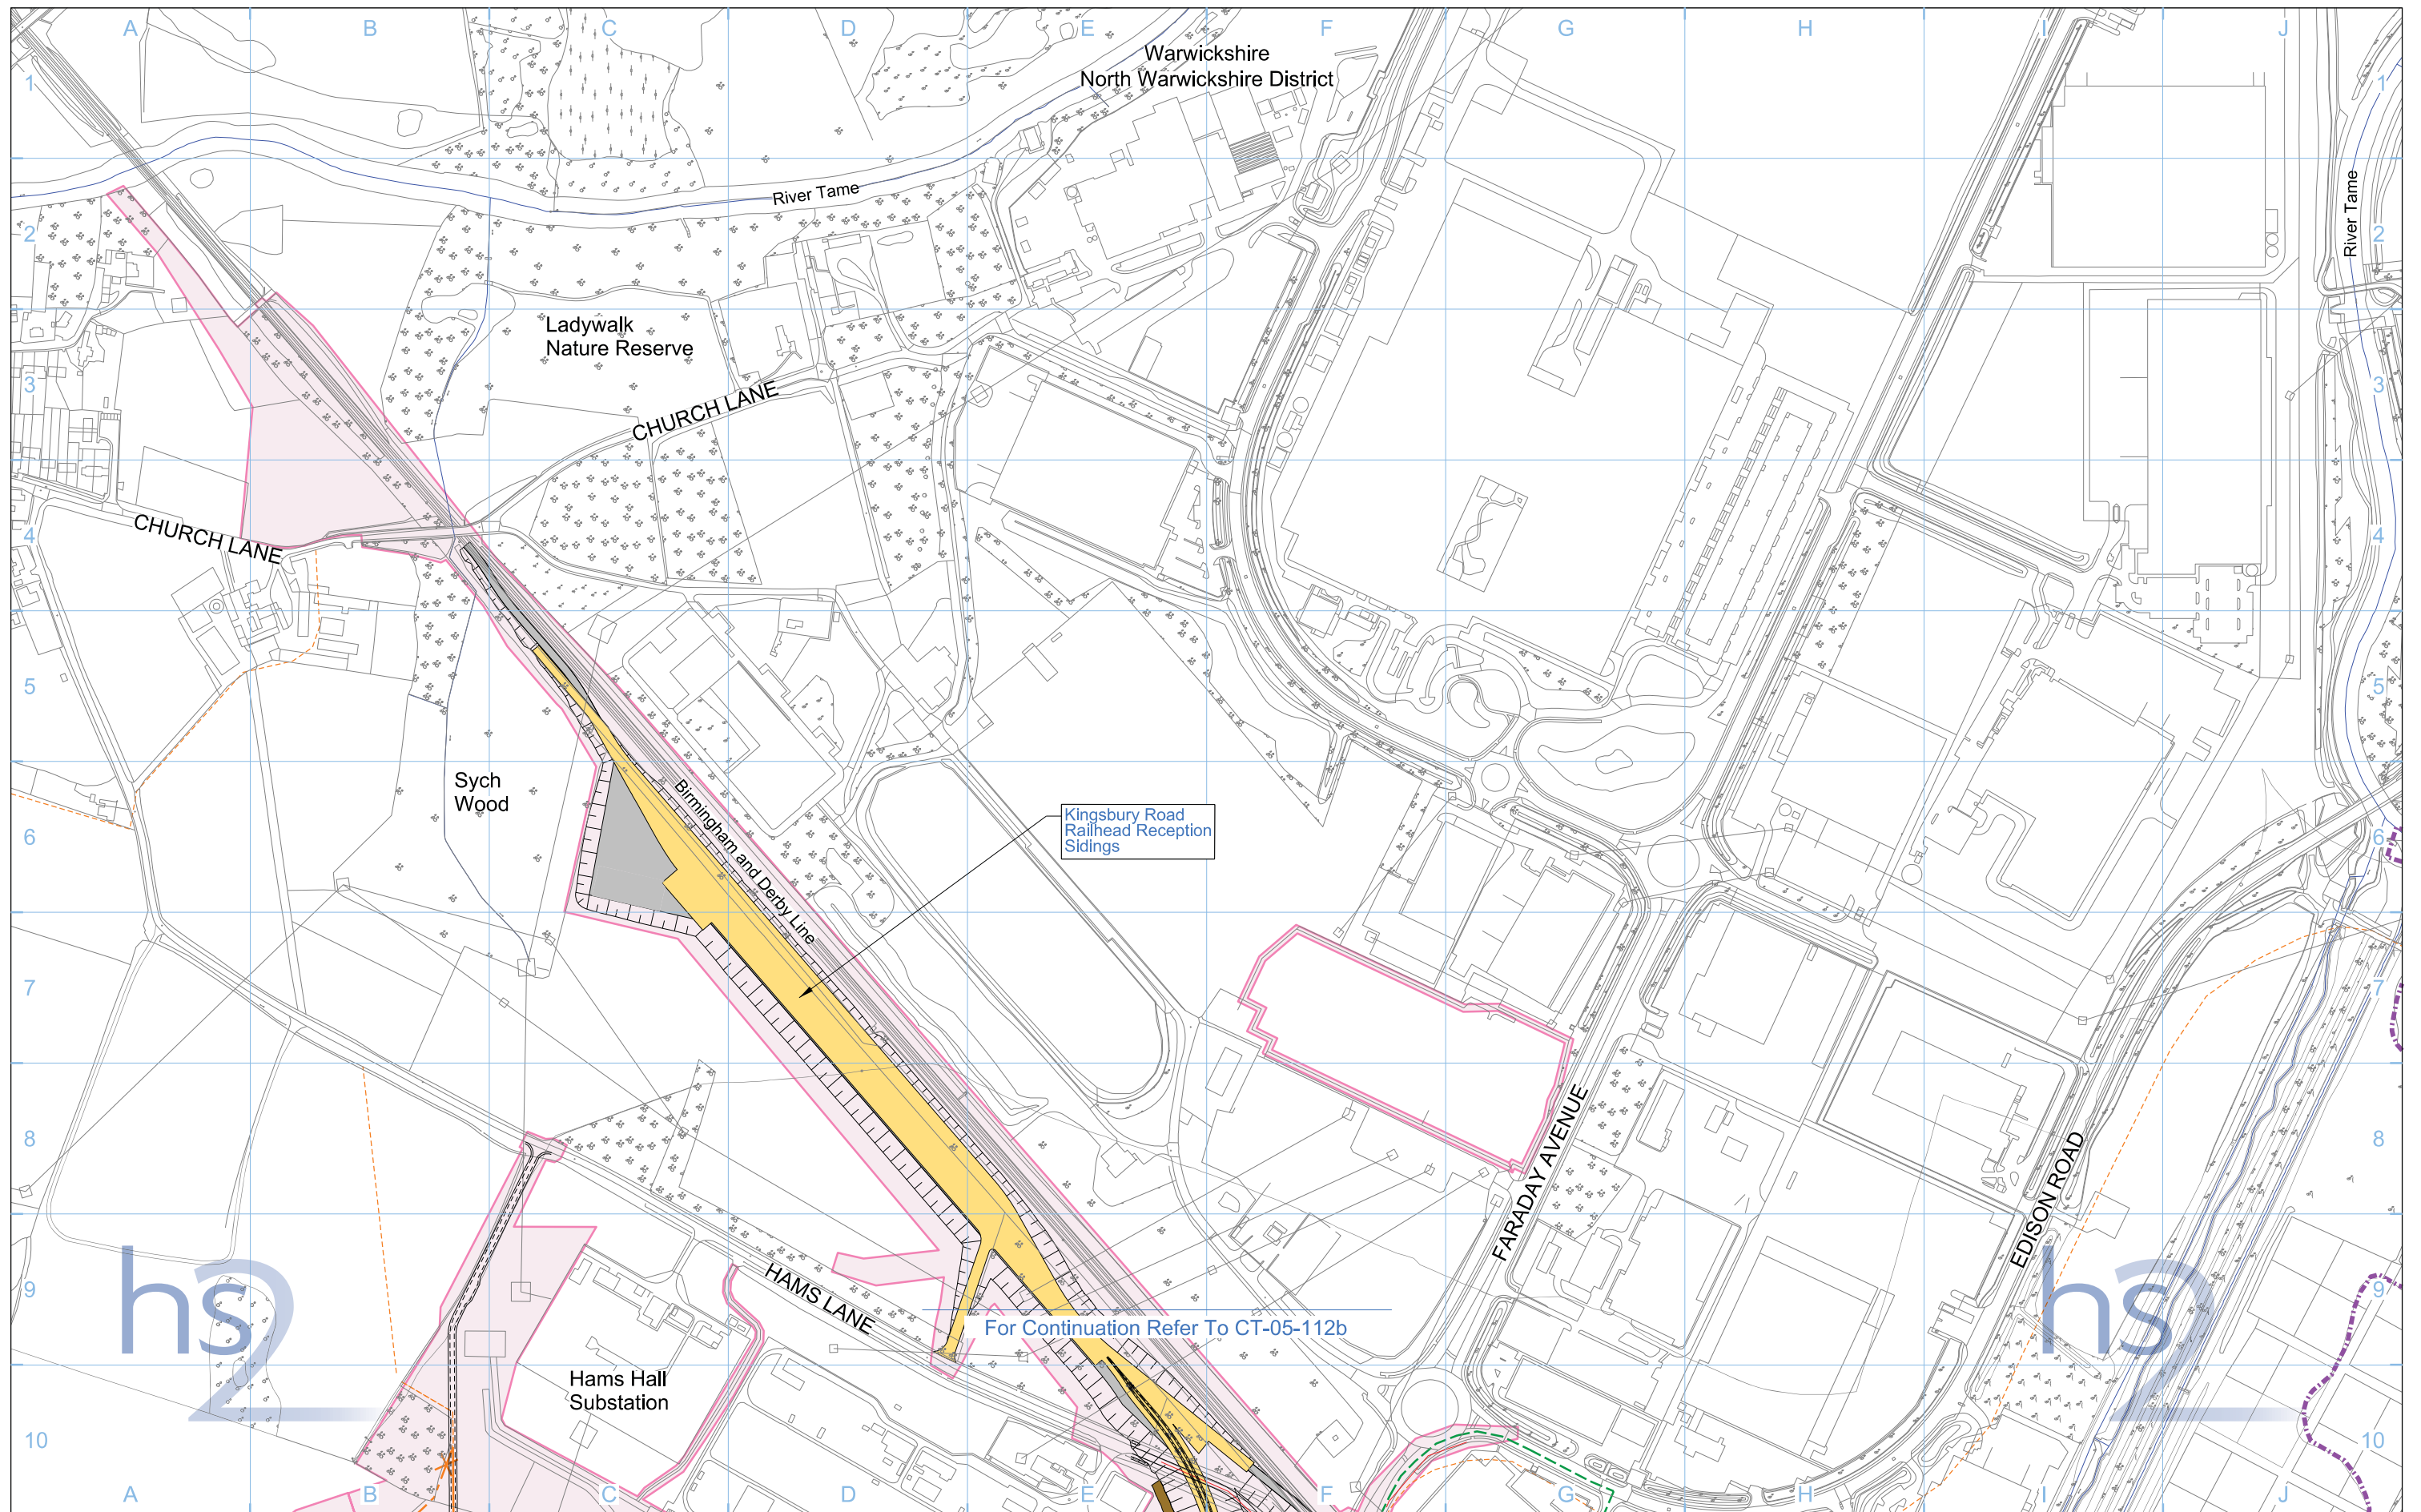 A B C D E F G H I J
1
1
Warwickshire
North Warwickshire District
River Tame
River Tame
2
2
Ladywalk
Nature Reserve
3
3
CHURCH LANE
4
4
CHURCH LANE
5
5
Sych
Wood
6
6
Birmingham and Derby Line
Kingsbury Road
Railhead Reception
Sidings
7
7
8
8
FARADAY AVENUE
EDISON ROAD
9
9
hs2
hs2
HAMS LANE
For Continuation Refer To CT-05-112b
Hams Hall
Substation
10
10
A B C D E F G H I J